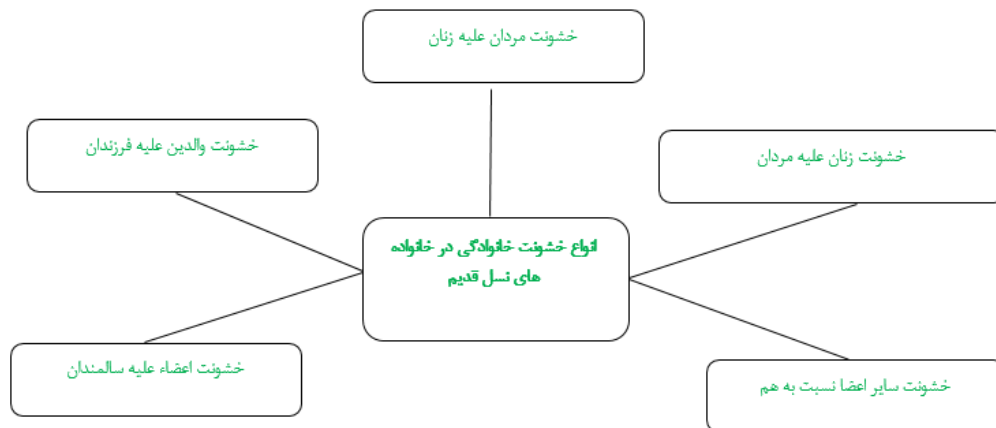 خشونت مردان علیه زنان
خشونت زنان علیه مردان
خشونت والدین علیه فرزندان
انواع خشونت خانوادگی در خانواده
های نسل قدیم
خشونت سایر اعضا نسبت به هم
خشونت اعضاء علیه سالمندان